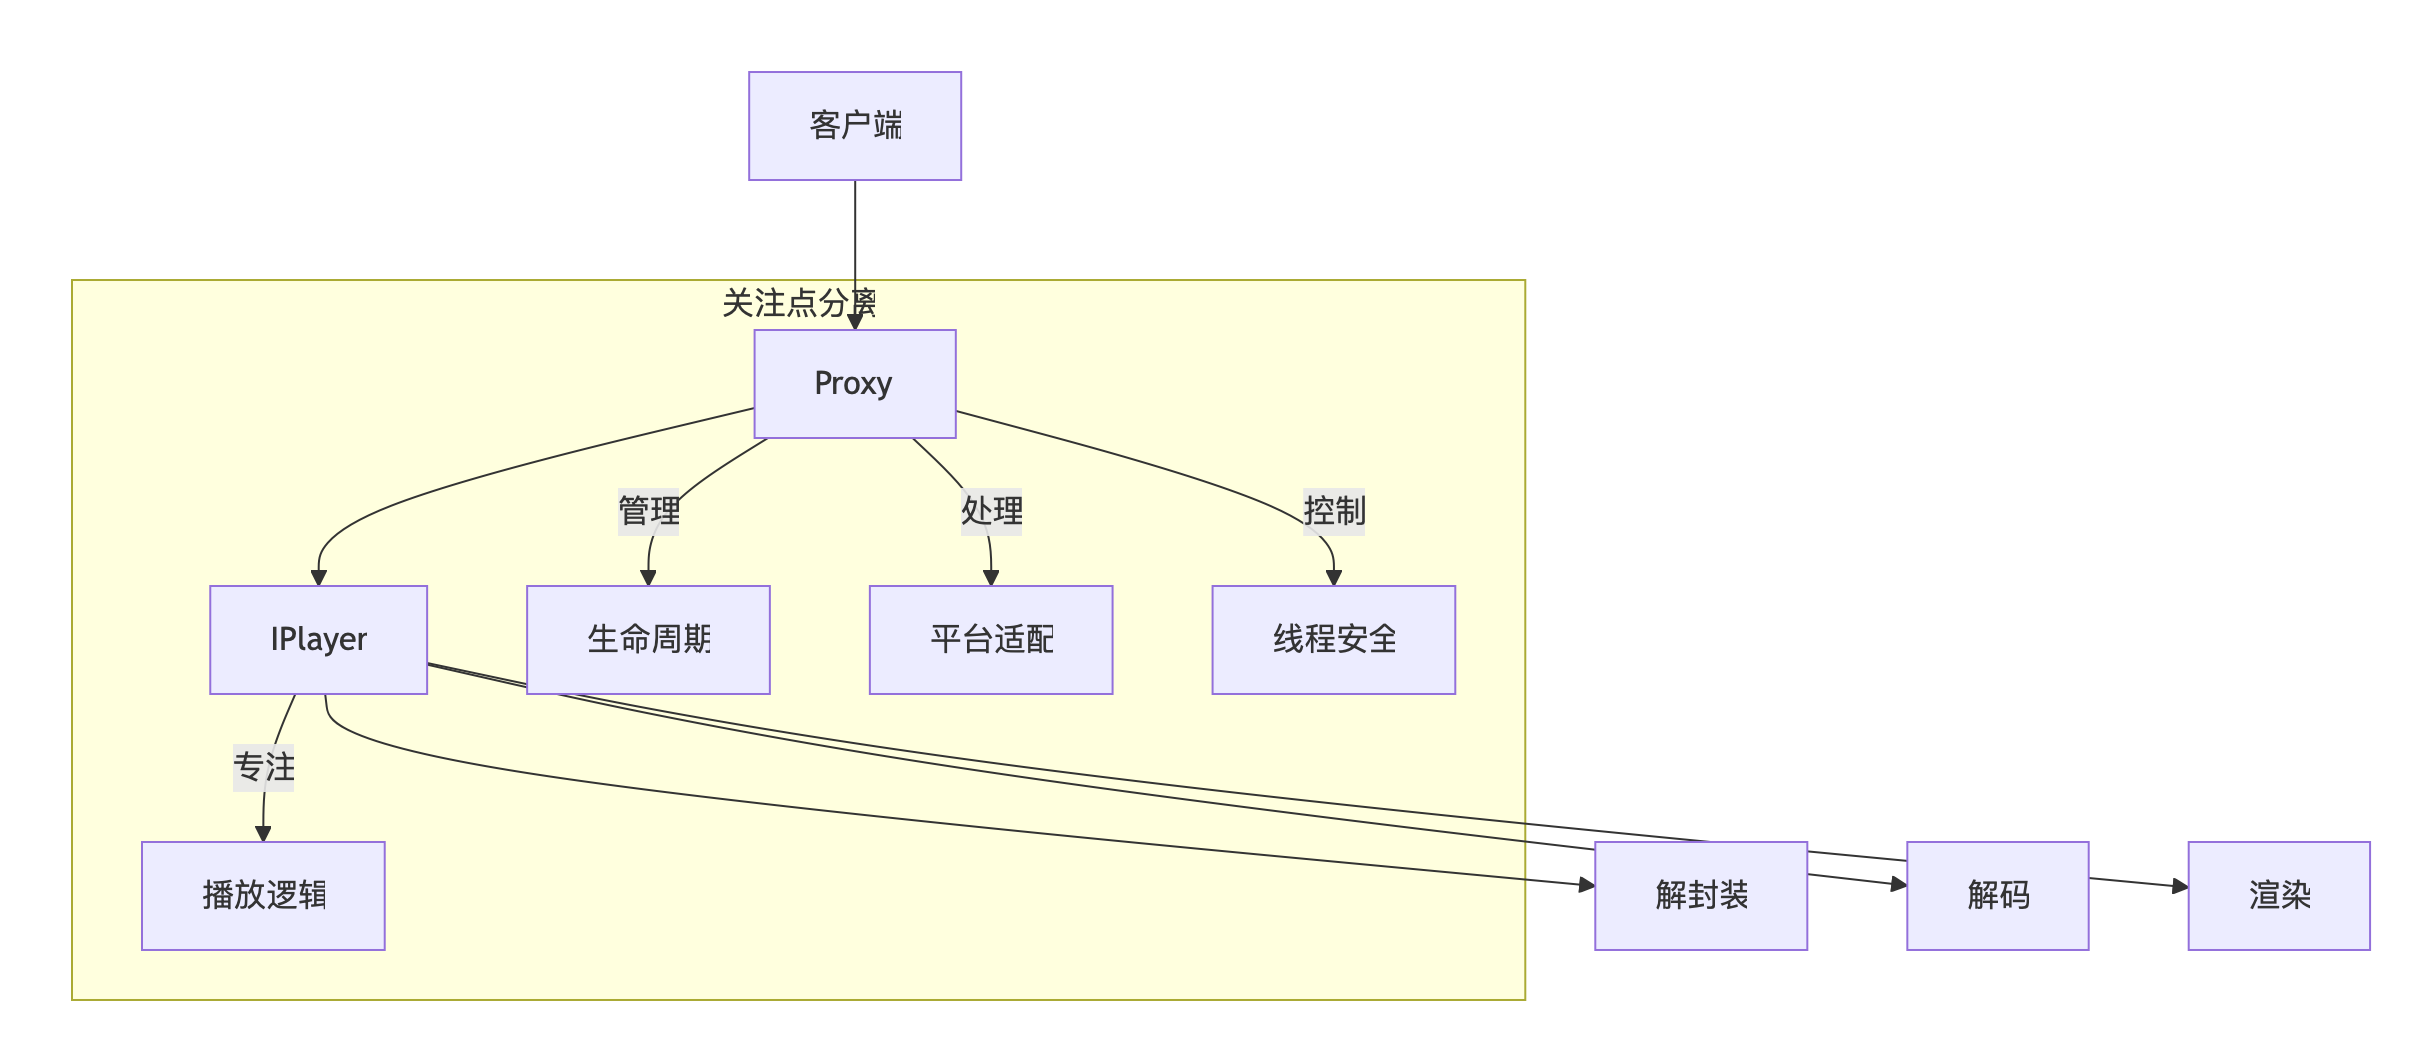 客户端
关注点分离
Proxy
管理
处理
控制
IPlayer
生命周期
平台适配
线程安全
专注
播放逻辑
解封装
解码
渲染